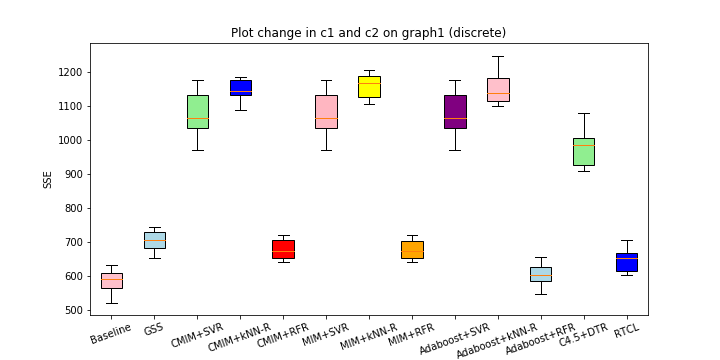 Plot change in c1 and c2 on graph1 (discrete)
SSE
1200
1100
1000
900
800
700
600
500
Baseline
GSS
CMIM+SVR
CMIM+kNN-R
CMIM+RFR
MIM+SVR
MIM+kNN-R
MIM+RFR
Adaboost+SVR
Adaboost+kNN-R
Adaboost+RFR
C4.5+DTR
RTCL